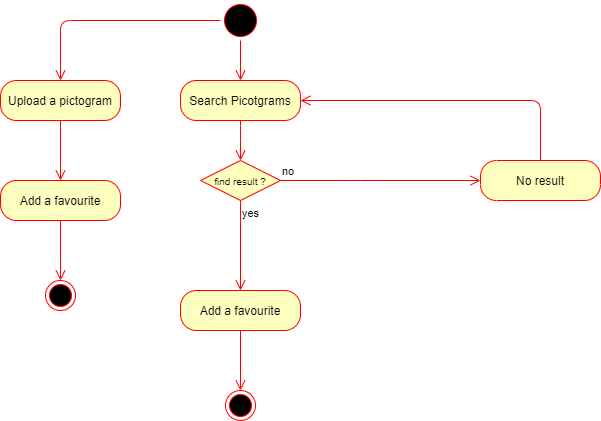 Upload a pictogram
Search Picotgrams
find result ?
no
No result
Add a favourite
yes
Add a favourite